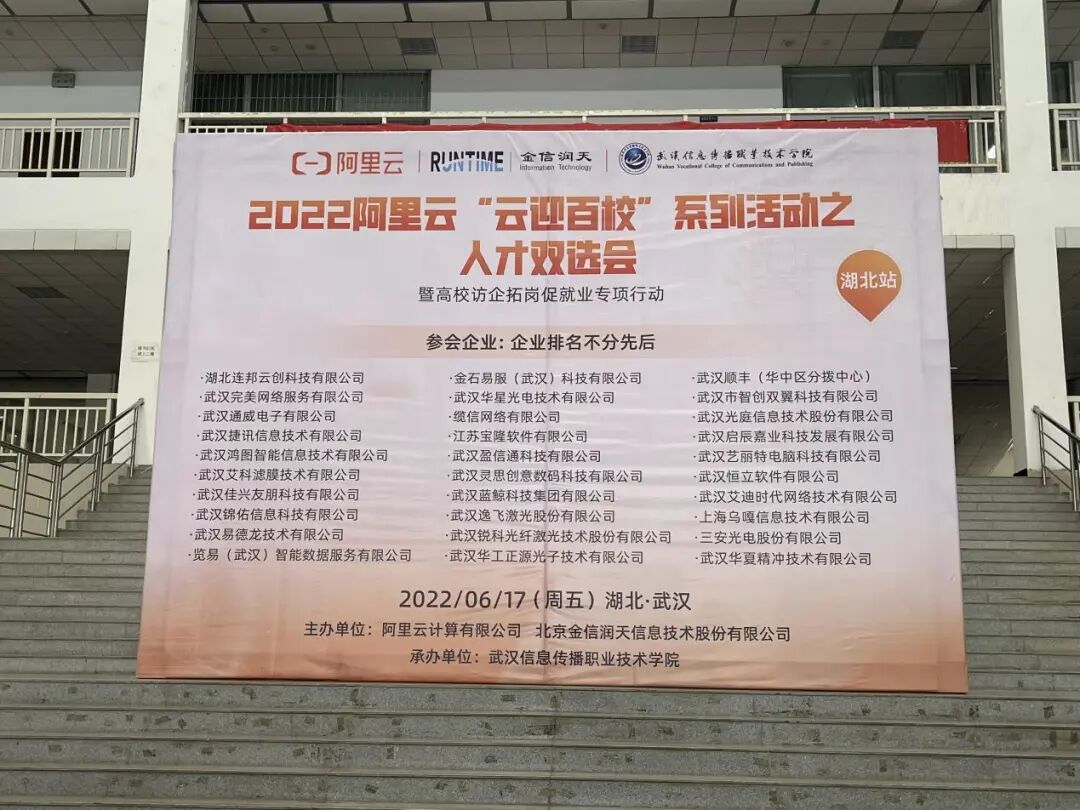 阿里云 RUNTIME 金信润天 Information Technology 武汉信息传播职业技术学院 Wuhan Vocational College of Communications and Publishing
2022阿里云“云迎百校”系列活动之
人才双选会
湖北站
暨高校访企拓岗促就业专项行动
参会企业：企业排名不分先后
·湖北连邦云创科技有限公司
·武汉完美网络服务有限公司
·武汉通威电子有限公司
·武汉捷讯信息技术有限公司
·武汉鸿图智能信息技术有限公司
·武汉艾科滤膜技术有限公司
·武汉佳兴友朋科技有限公司
·武汉锦佑信息科技有限公司
·武汉易德龙技术有限公司
·览易（武汉）智能数据服务有限公司
·金石易服（武汉）科技有限公司
·武汉华星光电技术有限公司
·缆信网络有限公司
·江苏宝隆软件有限公司
·武汉盈信通科技有限公司
·武汉灵思创意数码科技有限公司
·武汉蓝鲸科技集团有限公司
·武汉逸飞激光股份有限公司
·武汉锐科光纤激光技术股份有限公司
·武汉华工正源光子技术有限公司
·武汉顺丰（华中区分拨中心）
·武汉市智创双翼科技有限公司
·武汉光庭信息技术股份有限公司
·武汉启辰嘉业科技发展有限公司
·武汉艺丽特电脑科技有限公司
·武汉恒立软件有限公司
·武汉艾迪时代网络技术有限公司
·上海乌嘎信息技术有限公司
·三安光电股份有限公司
·武汉华夏精冲技术有限公司
2022/06/17（周五）湖北·武汉
主办单位：阿里云计算有限公司 北京金信润天信息技术股份有限公司
承办单位：武汉信息传播职业技术学院